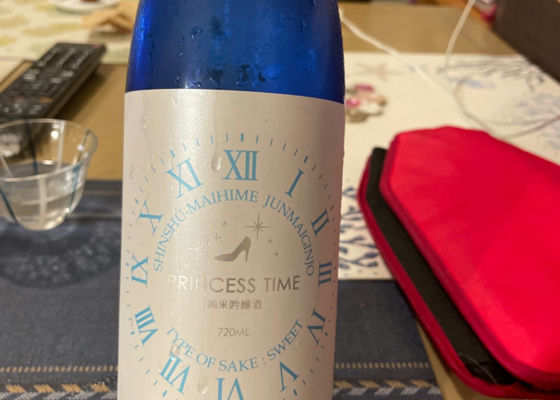 XII
I
II
III
IV
V
VI
VII
VIII
IX
X
XI
SHINSHU-MAIHIME JUNMAIGINJO
PRINCESS TIME
純米吟醸酒
720ML
TYPE OF SAKE : SWEET